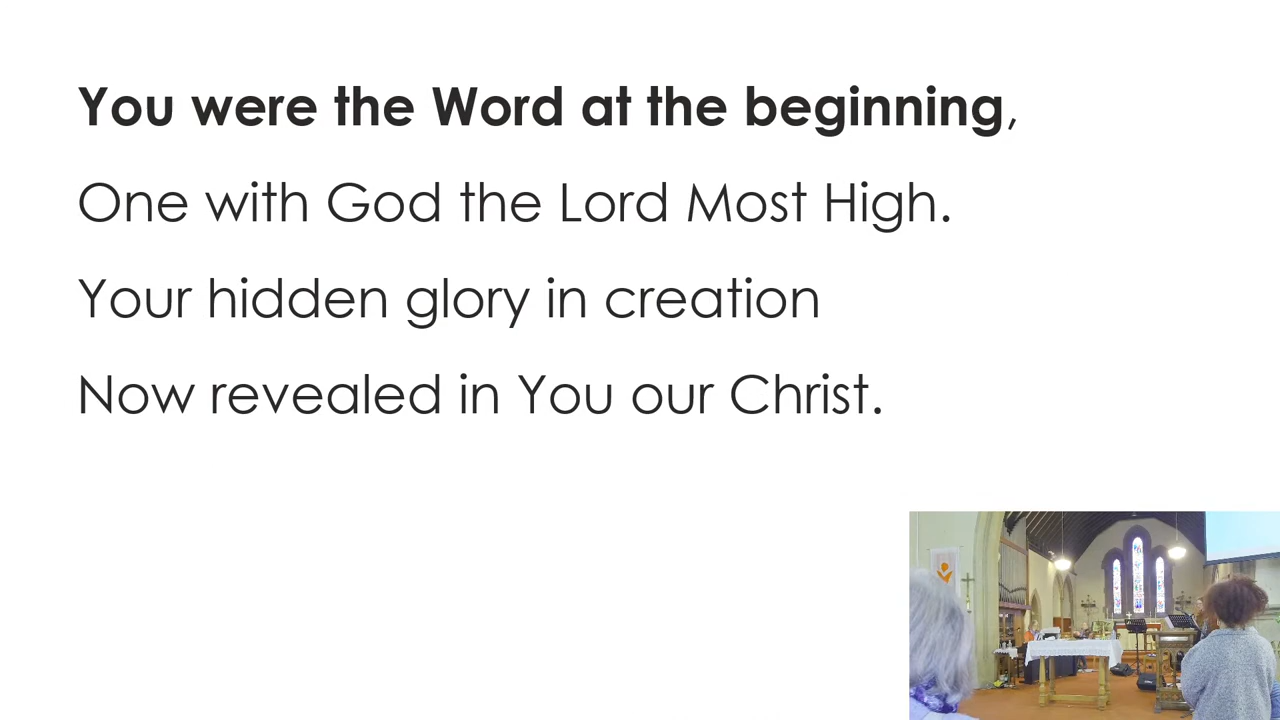 You were the Word at the beginning,
One with God the Lord Most High.
Your hidden glory in creation
Now revealed in You our Christ.